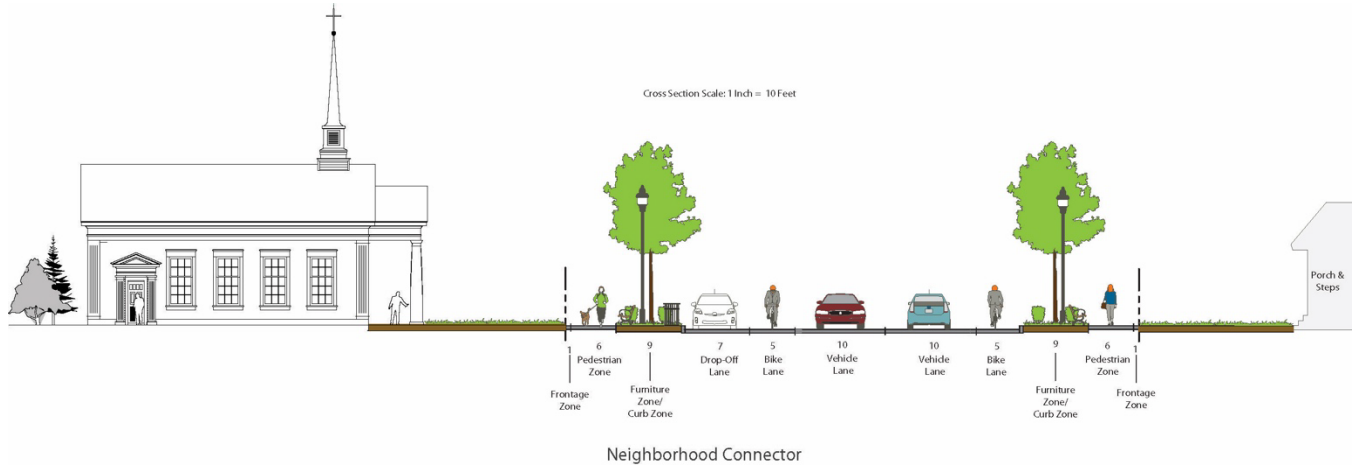 Cross Section Scale: 1 Inch = 10 Feet
Porch &
Steps
1
Frontage
Zone
6
Pedestrian
Zone
9
Furniture
Zone/
Curb Zone
7
Drop-Off
Lane
5
Bike
Lane
10
Vehicle
Lane
10
Vehicle
Lane
5
Bike
Lane
9
Furniture
Zone/
Curb Zone
6
Pedestrian
Zone
1
Frontage
Zone
Neighborhood Connector